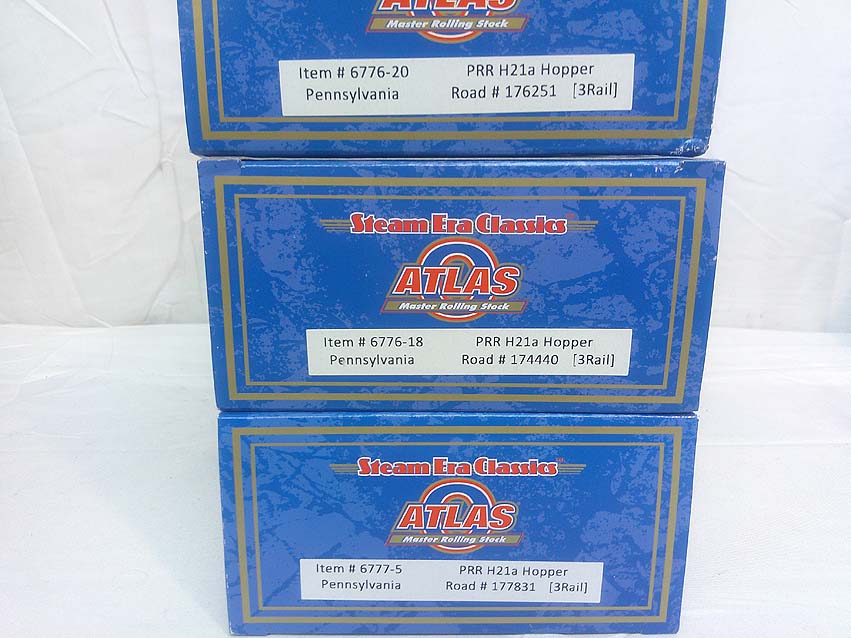 ATLAS
Master Rolling Stock
Item # 6776-20 PRR H21a Hopper
Pennsylvania Road # 176251 [3Rail]
Steam Era Classics
ATLAS
Master Rolling Stock
Item # 6776-18 PRR H21a Hopper
Pennsylvania Road # 174440 [3Rail]
Steam Era Classics
ATLAS
Master Rolling Stock
Item # 6777-5 PRR H21a Hopper
Pennsylvania Road # 177831 [3Rail]